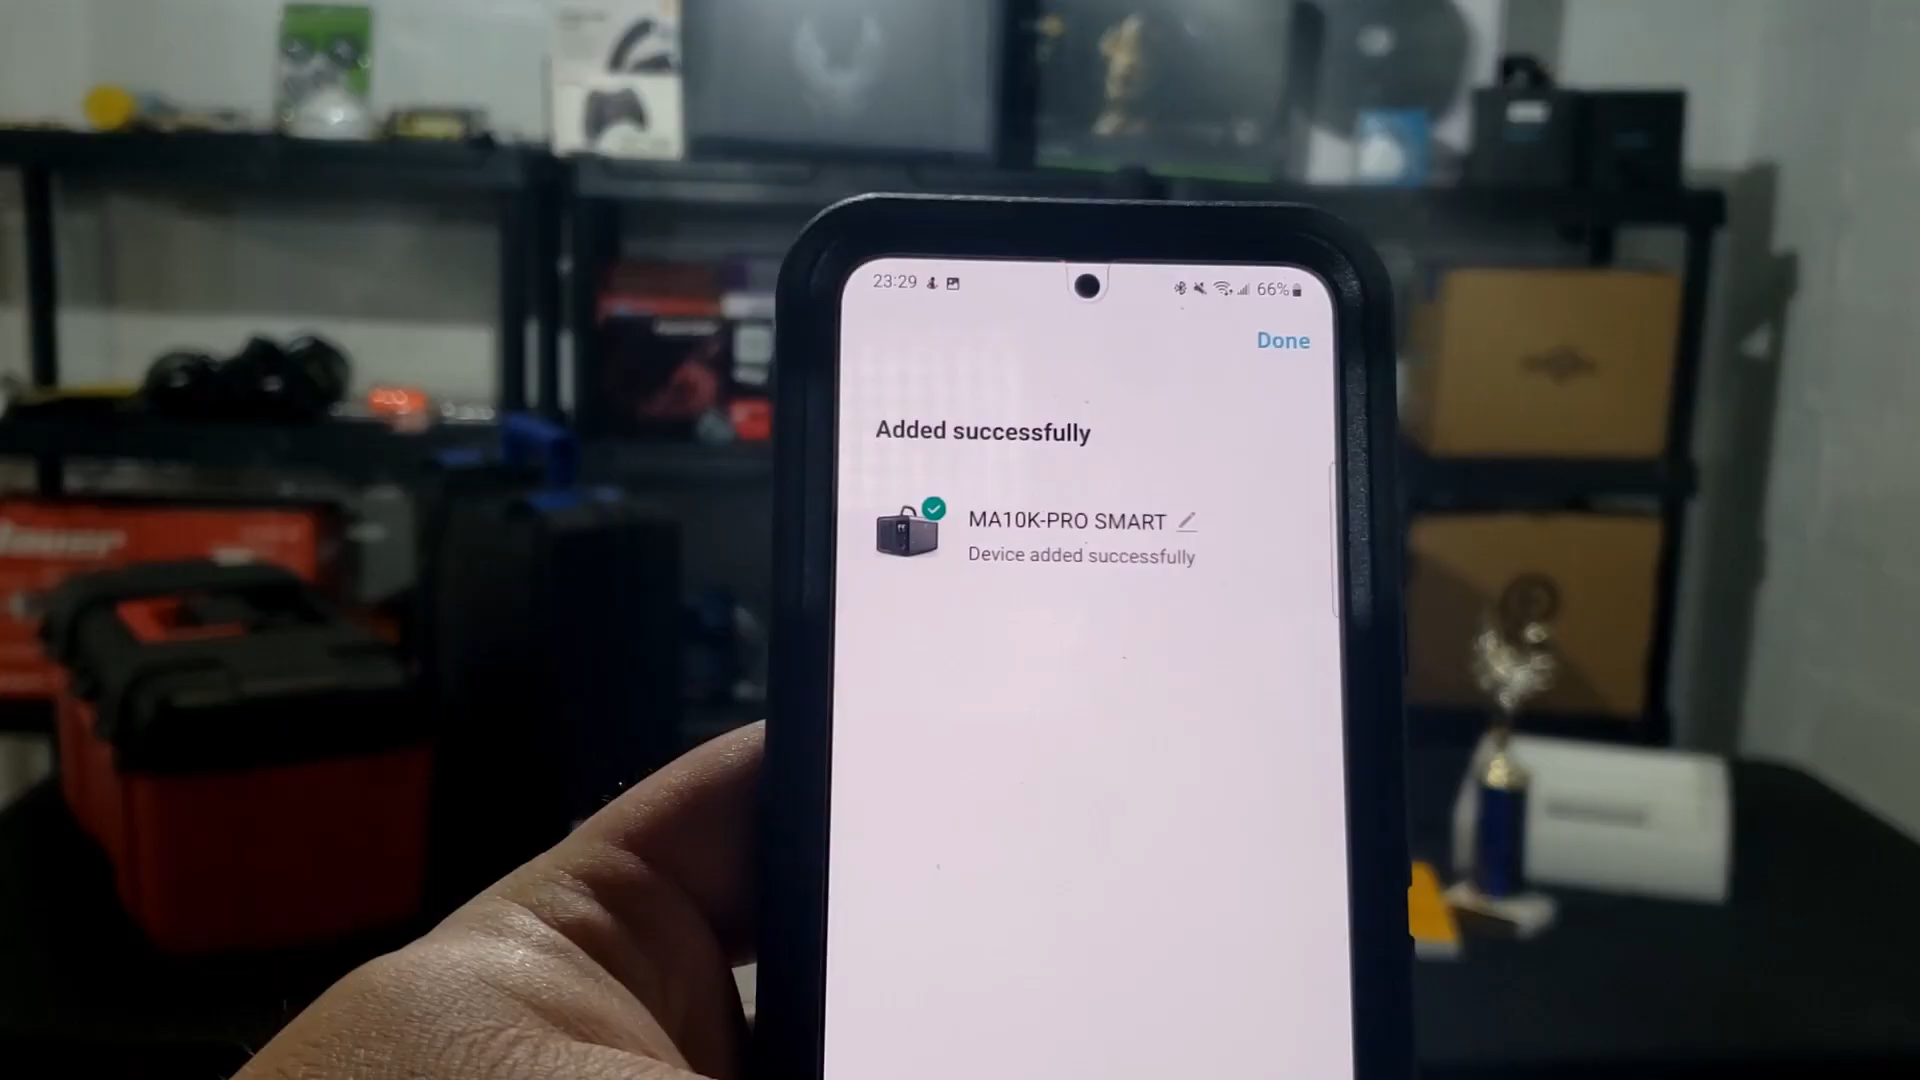 23:29
66%
Done
Added successfully
MA10K-PRO SMART
Device added successfully